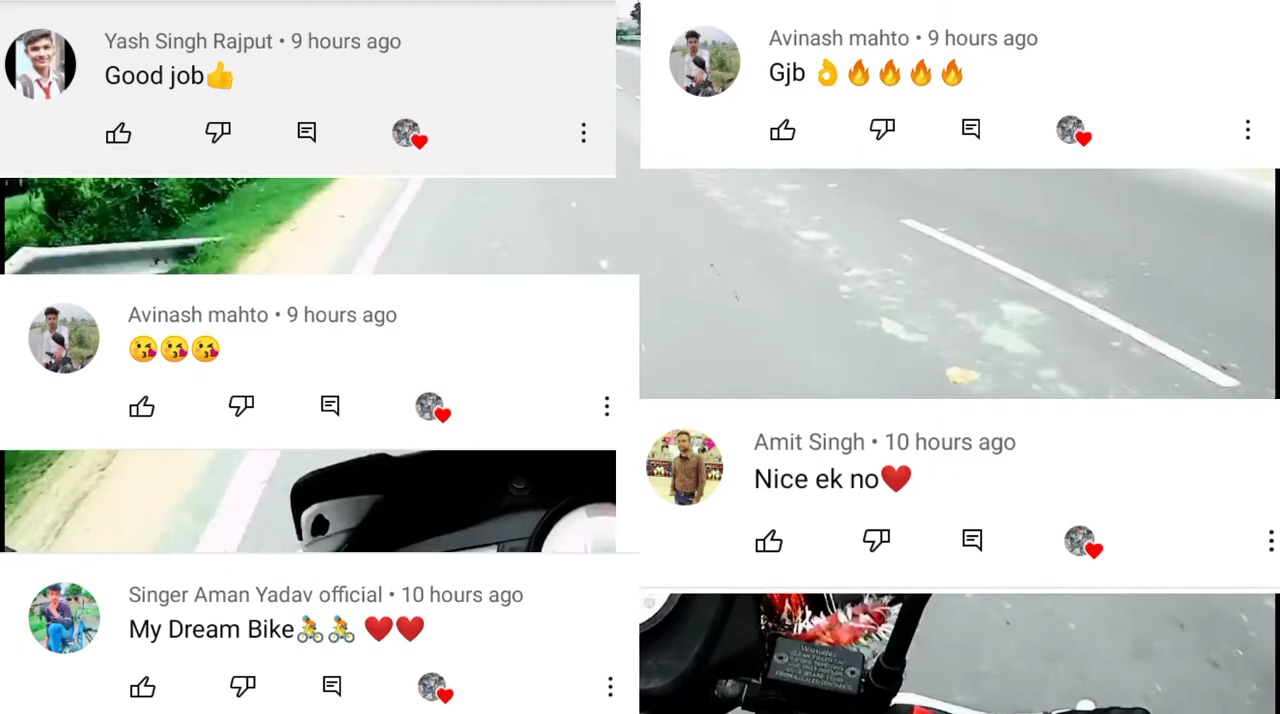 Yash Singh Rajput • 9 hours ago
Good job👍
Avinash mahto • 9 hours ago
😘😘😘
Singer Aman Yadav official • 10 hours ago
My Dream Bike🚴🚴 ❤️❤️
Avinash mahto • 9 hours ago
Gjb 👌🔥🔥🔥🔥
Amit Singh • 10 hours ago
Nice ek no❤️
WARNING